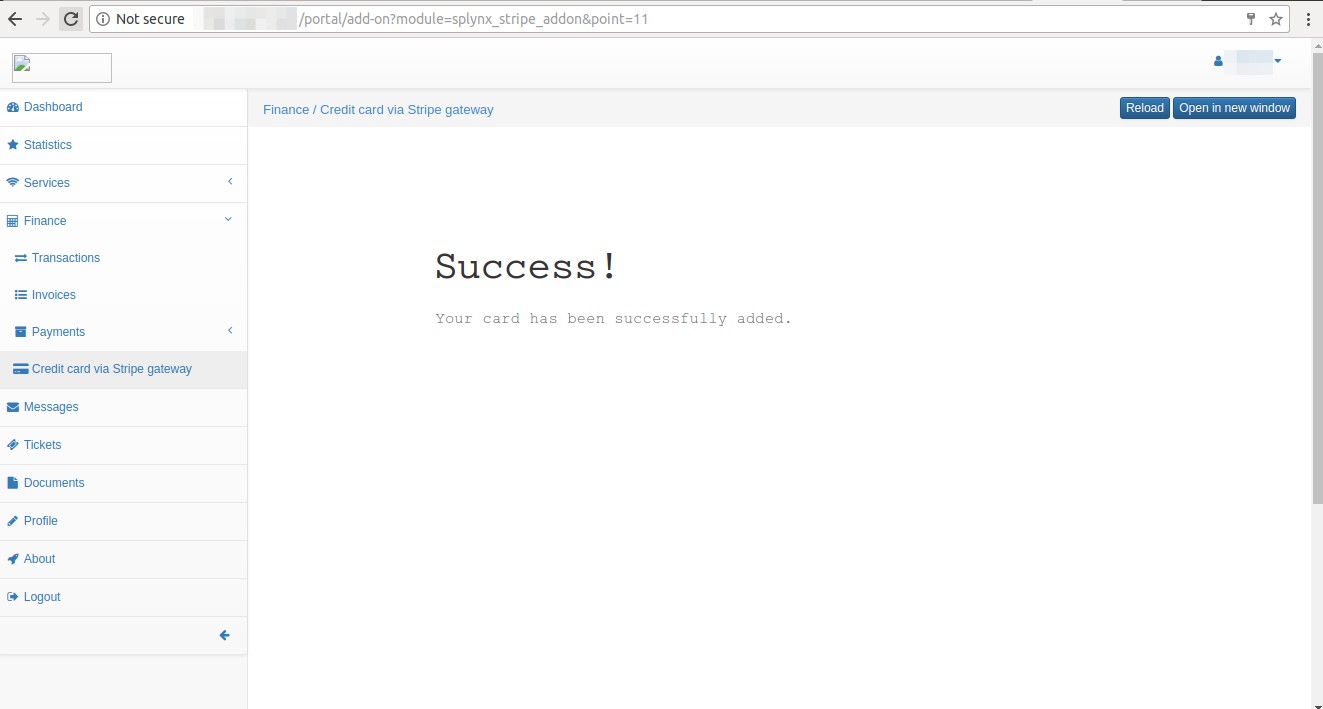 Not secure /portal/add-on?module=splynx_stripe_addon&point=11
Dashboard
Statistics
Services
Finance
Transactions
Invoices
Payments
Credit card via Stripe gateway
Messages
Tickets
Documents
Profile
About
Logout
Finance / Credit card via Stripe gateway
Reload Open in new window
Success!
Your card has been successfully added.